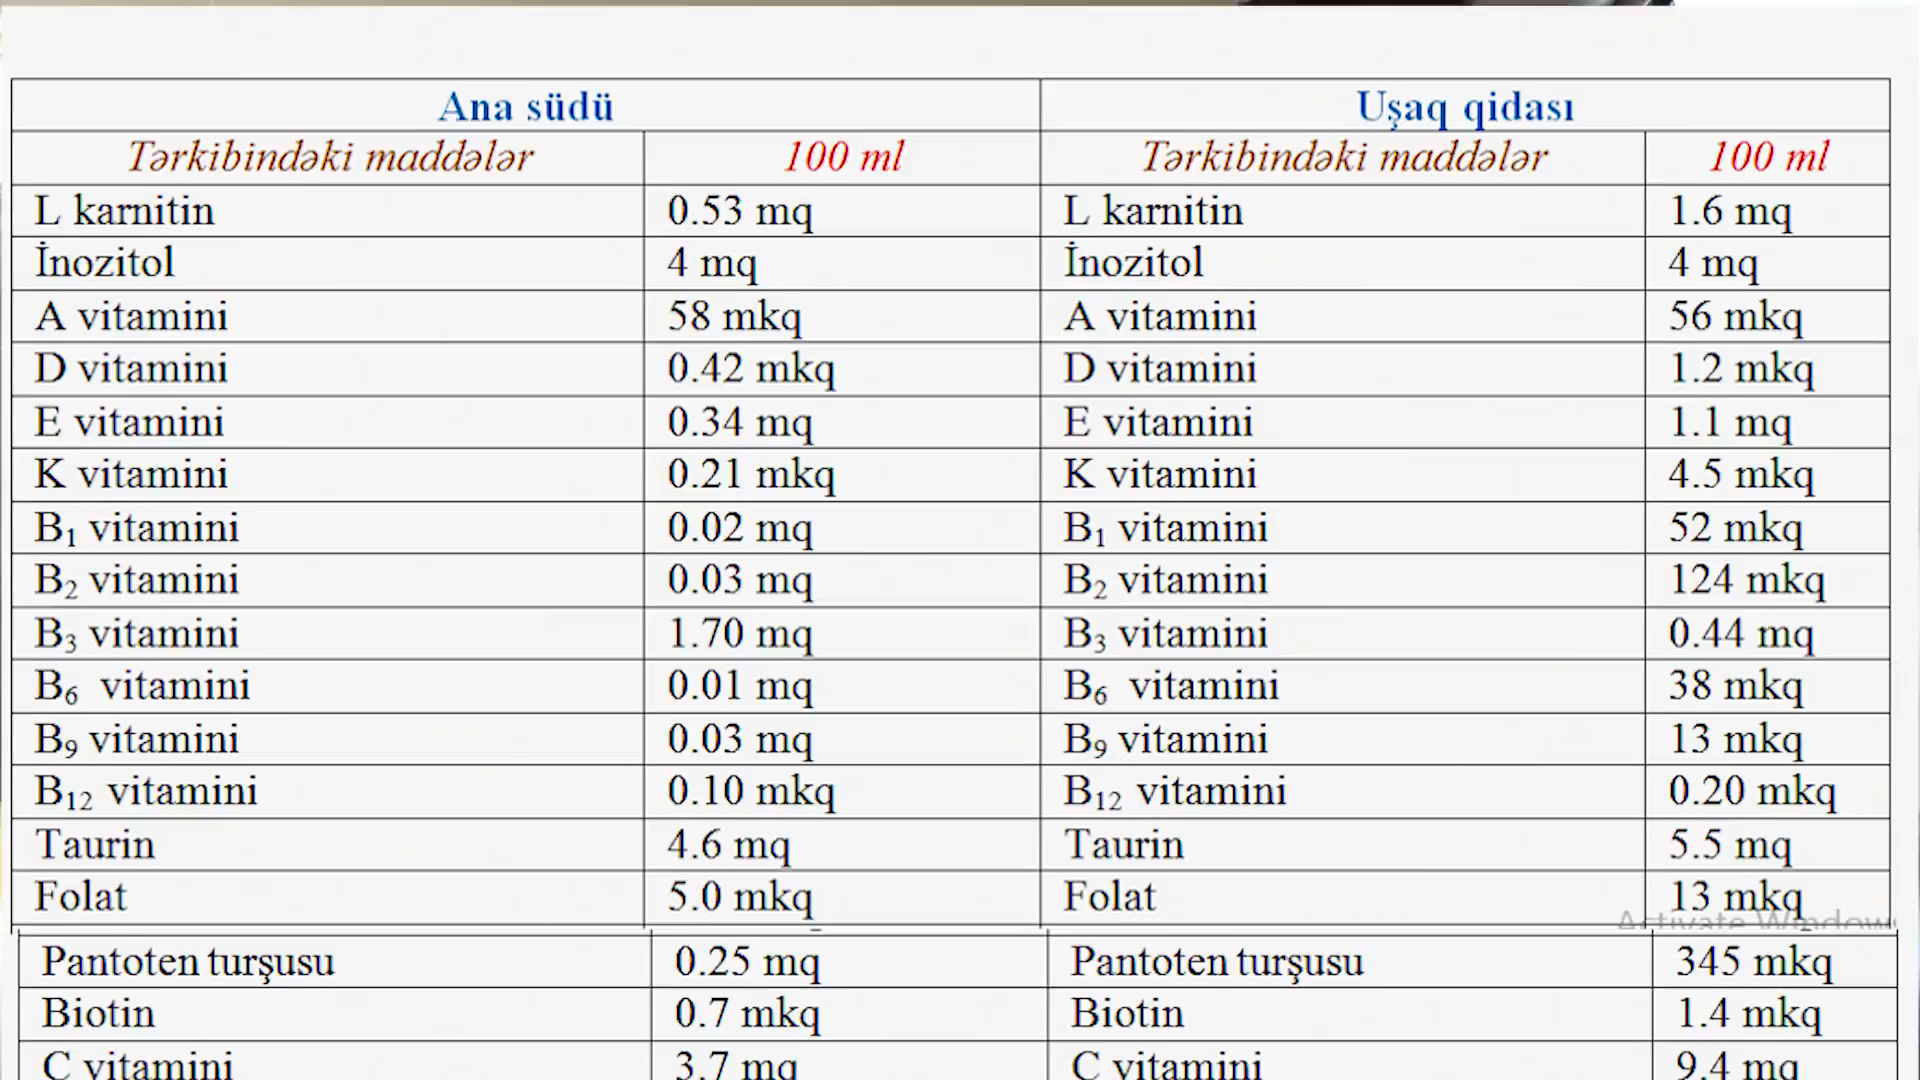 Ana südü Uşaq qidası
Tərkibindəki maddələr 100 ml Tərkibindəki maddələr 100 ml
L karnitin 0.53 mq L karnitin 1.6 mq
İnozitol 4 mq İnozitol 4 mq
A vitamini 58 mkq A vitamini 56 mkq
D vitamini 0.42 mkq D vitamini 1.2 mkq
E vitamini 0.34 mq E vitamini 1.1 mq
K vitamini 0.21 mkq K vitamini 4.5 mkq
B₁ vitamini 0.02 mq B₁ vitamini 52 mkq
B₂ vitamini 0.03 mq B₂ vitamini 124 mkq
B₃ vitamini 1.70 mq B₃ vitamini 0.44 mq
B₆ vitamini 0.01 mq B₆ vitamini 38 mkq
B₉ vitamini 0.03 mq B₉ vitamini 13 mkq
B₁₂ vitamini 0.10 mkq B₁₂ vitamini 0.20 mkq
Taurin 4.6 mq Taurin 5.5 mq
Folat 5.0 mkq Folat 13 mkq
Activate Windows
Pantoten turşusu 0.25 mq Pantoten turşusu 345 mkq
Biotin 0.7 mkq Biotin 1.4 mkq
C vitamini 3.7 mq C vitamini 9.4 mq